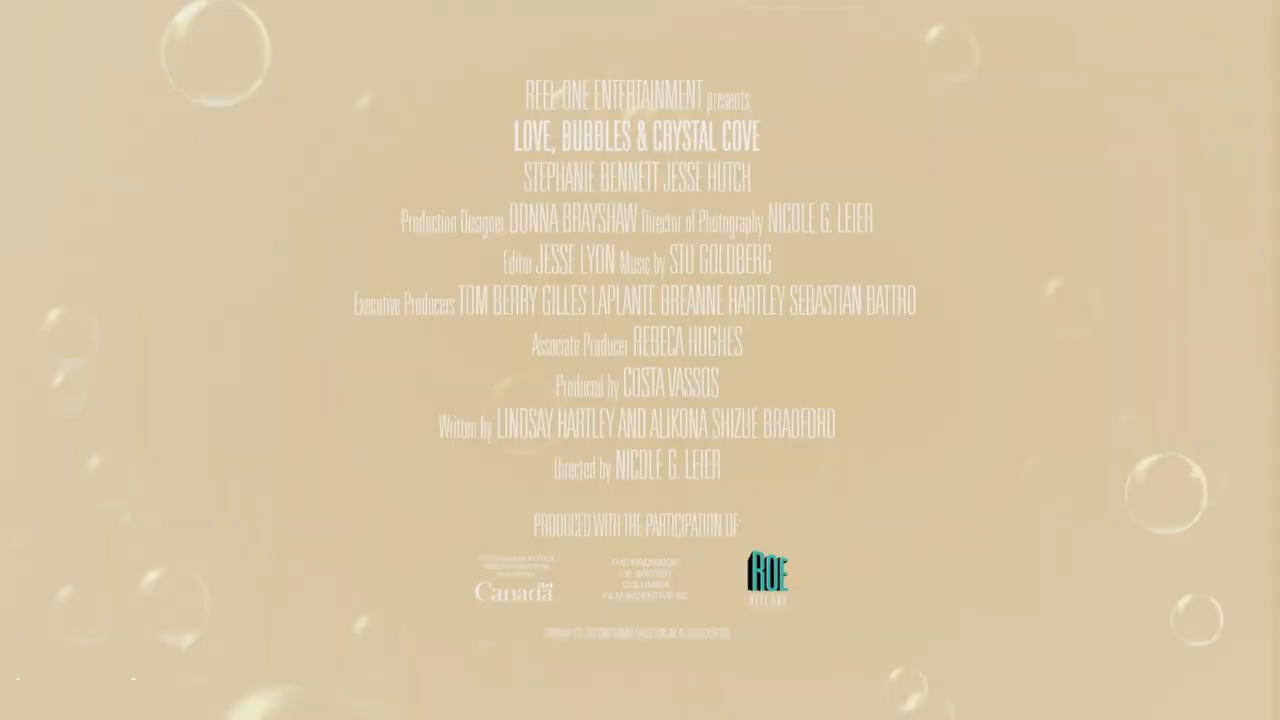 REEL ONE ENTERTAINMENT presents
LOVE, BUBBLES & CRYSTAL COVE
STEPHANIE BENNETT JESSE HUTCH
Production Designer DONNA BRAYSHAW Director of Photography NICOLE G. LEIER
Editor JESSE LYON Music by STU GOLDBERG
Executive Producers TOM BERRY GILLES LAPLANTE BREANNE HARTLEY SEBASTIAN BATTRO
Associate Producer REBECA HUGHES
Produced by COSTA VASSOS
Written by LINDSAY HARTLEY AND ALIKONA SHIZUE BRADFORD
Directed by NICOLE G. LEIER
PRODUCED WITH THE PARTICIPATION OF:
Canada
THE PROVINCE
OF BRITISH
COLUMBIA
FILM INCENTIVE BC
ROE
REEL ONE